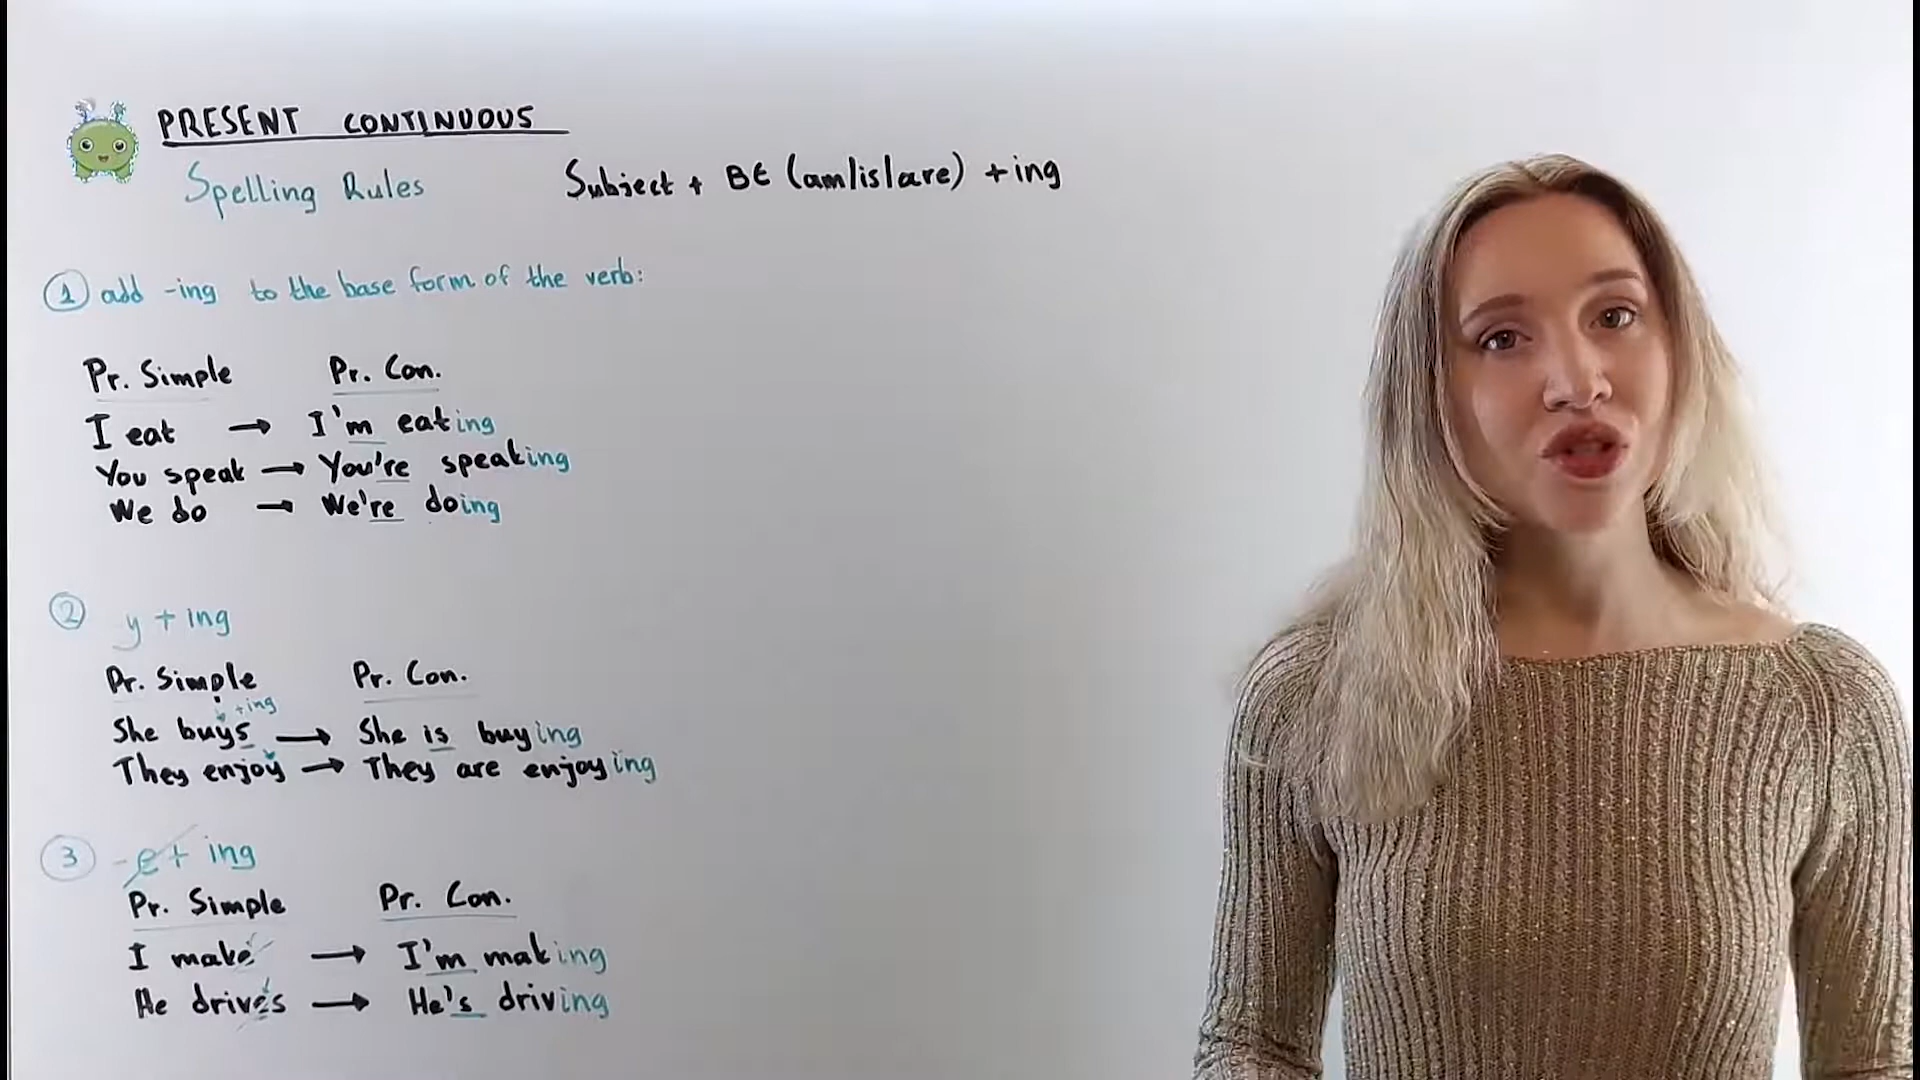 PRESENT CONTINUOUS
Spelling Rules
Subject + BE (am/is/are) + ing
1 add -ing to the base form of the verb:
Pr. Simple Pr. Con.
I eat → I'm eating
You speak → You're speaking
We do → We're doing
2 y + ing
Pr. Simple Pr. Con.
+ing
She buys → She is buying
They enjoy → They are enjoying
3 -e + ing
Pr. Simple Pr. Con.
I make → I'm making
He drives → He's driving